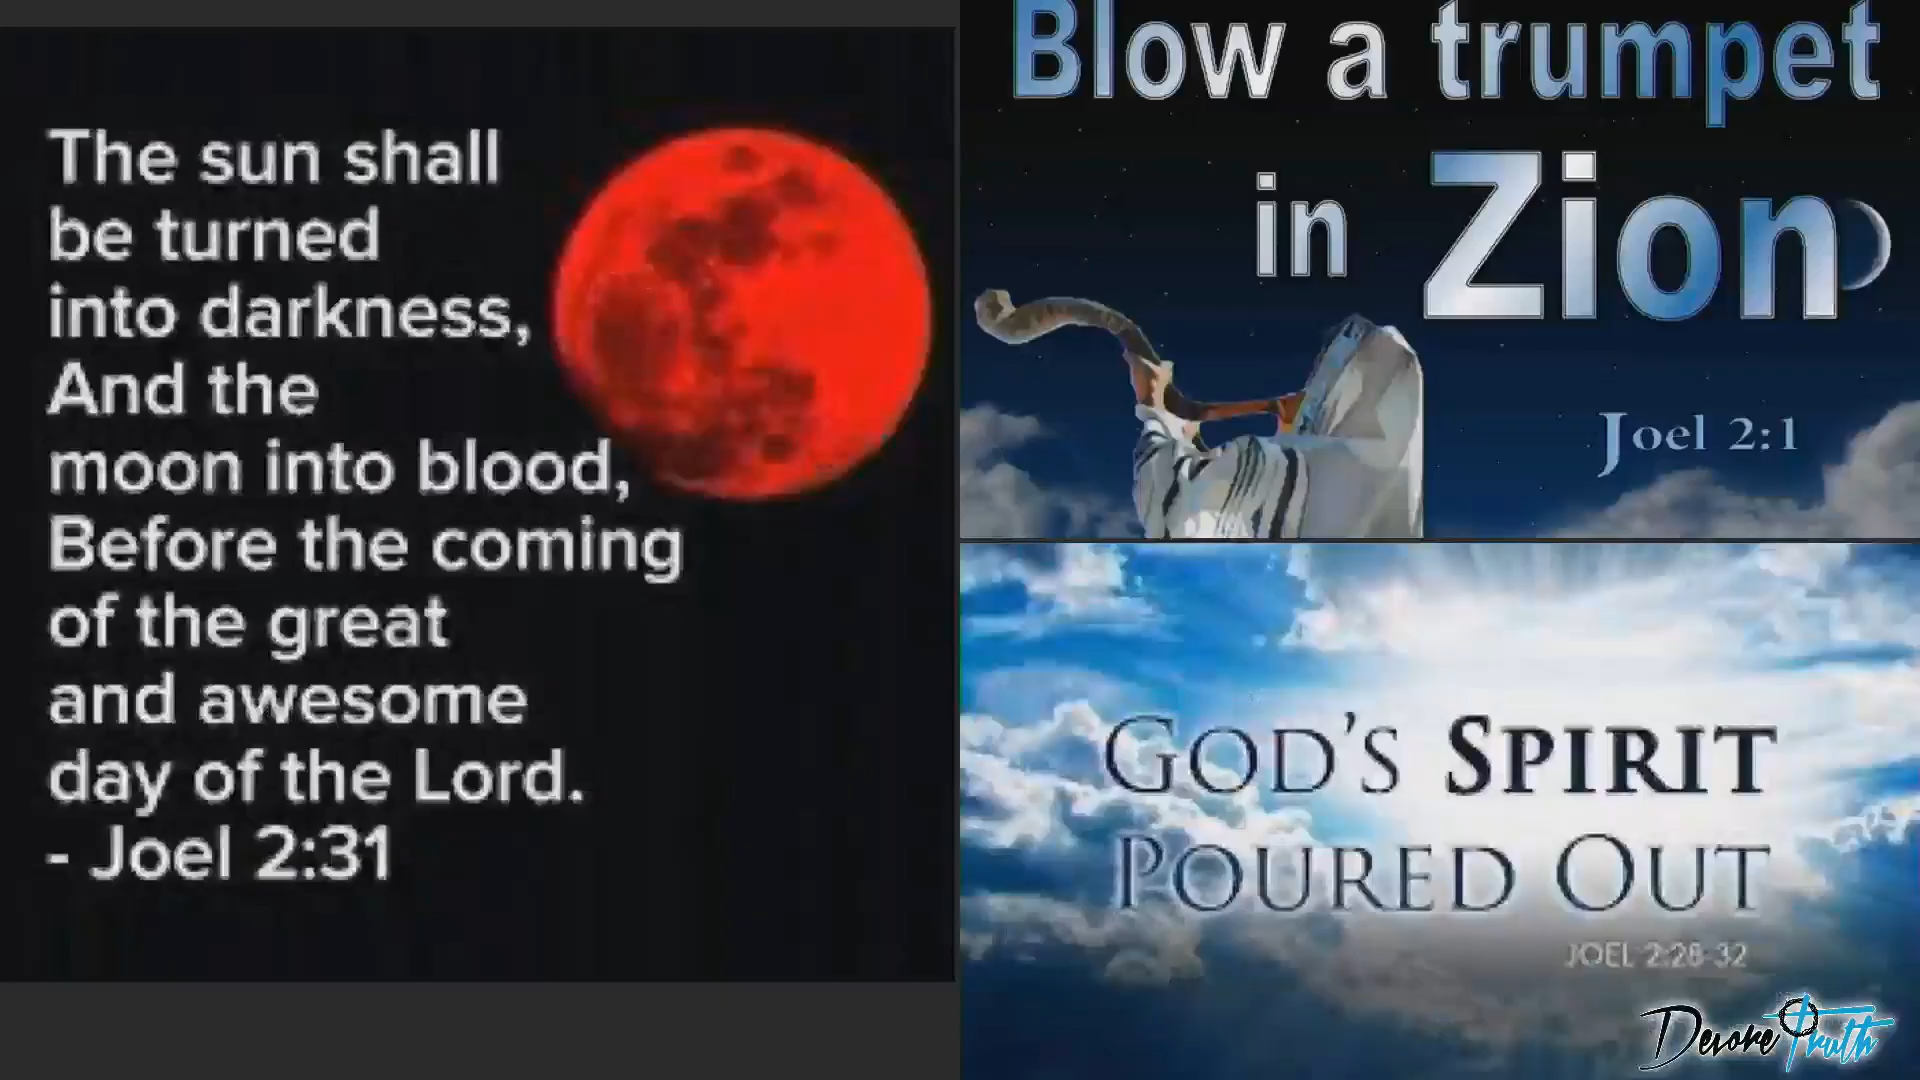 The sun shall
be turned
into darkness,
And the
moon into blood,
Before the coming
of the great
and awesome
day of the Lord.
- Joel 2:31
Blow a trumpet
in Zion
Joel 2:1
GOD'S SPIRIT
POURED OUT
JOEL 2:28-32
Devore Truth